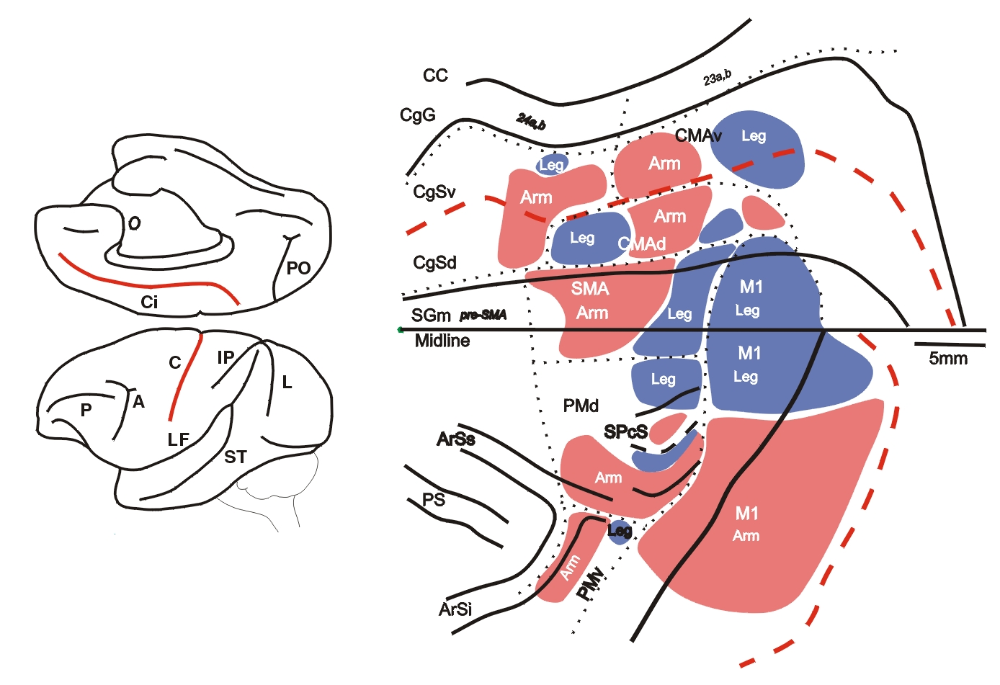 O
PO
Ci
C
IP
L
P
A
LF
ST
CC
23a,b
CgG
24a,b
CMAv
Leg
Leg
Arm
CgSv
Arm
Arm
Leg
CMAd
CgSd
SMA
Arm
M1
Leg
Leg
SGm
pre-SMA
Midline
5mm
M1
Leg
Leg
PMd
SPcS
ArSs
Arm
PS
M1
Arm
Leg
Arm
PMv
ArSi